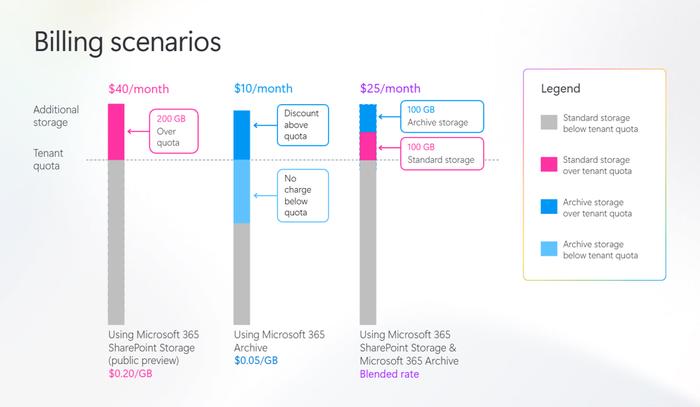 Billing scenarios
$40/month
$10/month
$25/month
Additional
storage
Tenant
quota
200 GB
Over
quota
Discount
above
quota
No
charge
below
quota
100 GB
Archive storage
100 GB
Standard storage
Using Microsoft 365
SharePoint Storage
(public preview)
$0.20/GB
Using Microsoft 365
Archive
$0.05/GB
Using Microsoft 365
SharePoint Storage &
Microsoft 365 Archive
Blended rate
Legend
Standard storage
below tenant quota
Standard storage
over tenant quota
Archive storage
over tenant quota
Archive storage
below tenant quota